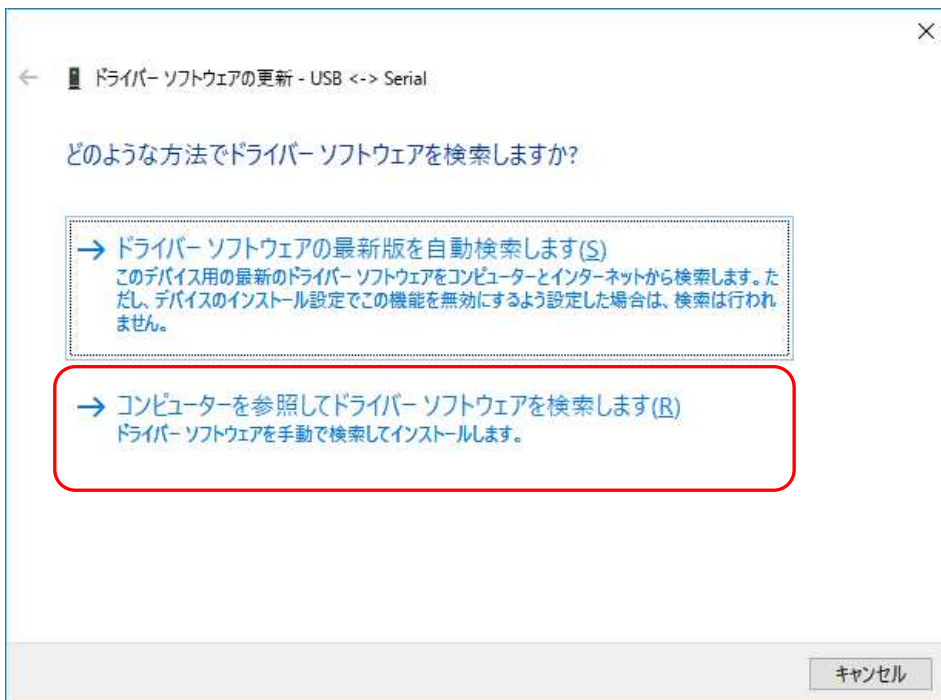 ドライバー ソフトウェアの更新 - USB <-> Serial
どのような方法でドライバー ソフトウェアを検索しますか?
ドライバー ソフトウェアの最新版を自動検索します(S)
このデバイス用の最新のドライバー ソフトウェアをコンピューターとインターネットから検索します。た
だし、デバイスのインストール設定でこの機能を無効にするよう設定した場合は、検索は行われ
ません。
コンピューターを参照してドライバー ソフトウェアを検索します(R)
ドライバー ソフトウェアを手動で検索してインストールします。
キャンセル